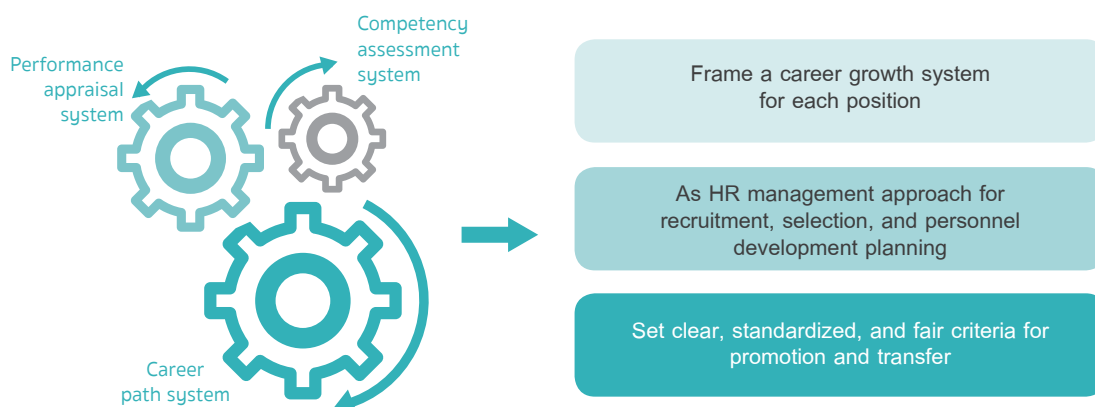 Competency
assessment
system
Performance
appraisal
system
Career
path system
Frame a career growth system
for each position
As HR management approach for
recruitment, selection, and personnel
development planning
Set clear, standardized, and fair criteria for
promotion and transfer